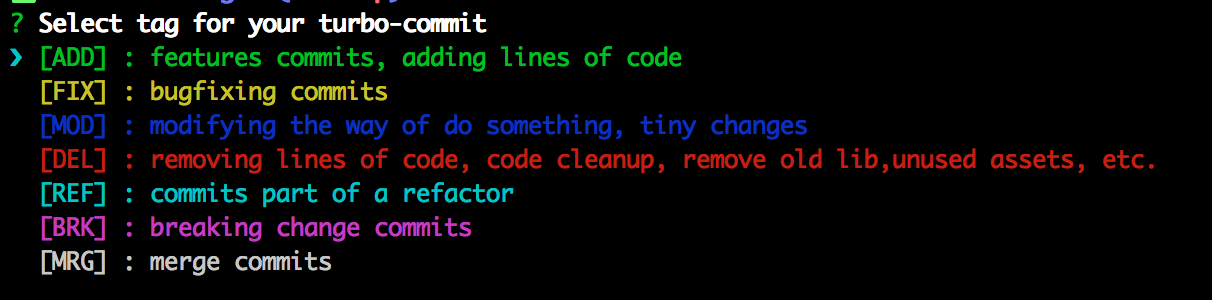 ? Select tag for your turbo-commit
❯ [ADD] : features commits, adding lines of code
[FIX] : bugfixing commits
[MOD] : modifying the way of do something, tiny changes
[DEL] : removing lines of code, code cleanup, remove old lib,unused assets, etc.
[REF] : commits part of a refactor
[BRK] : breaking change commits
[MRG] : merge commits